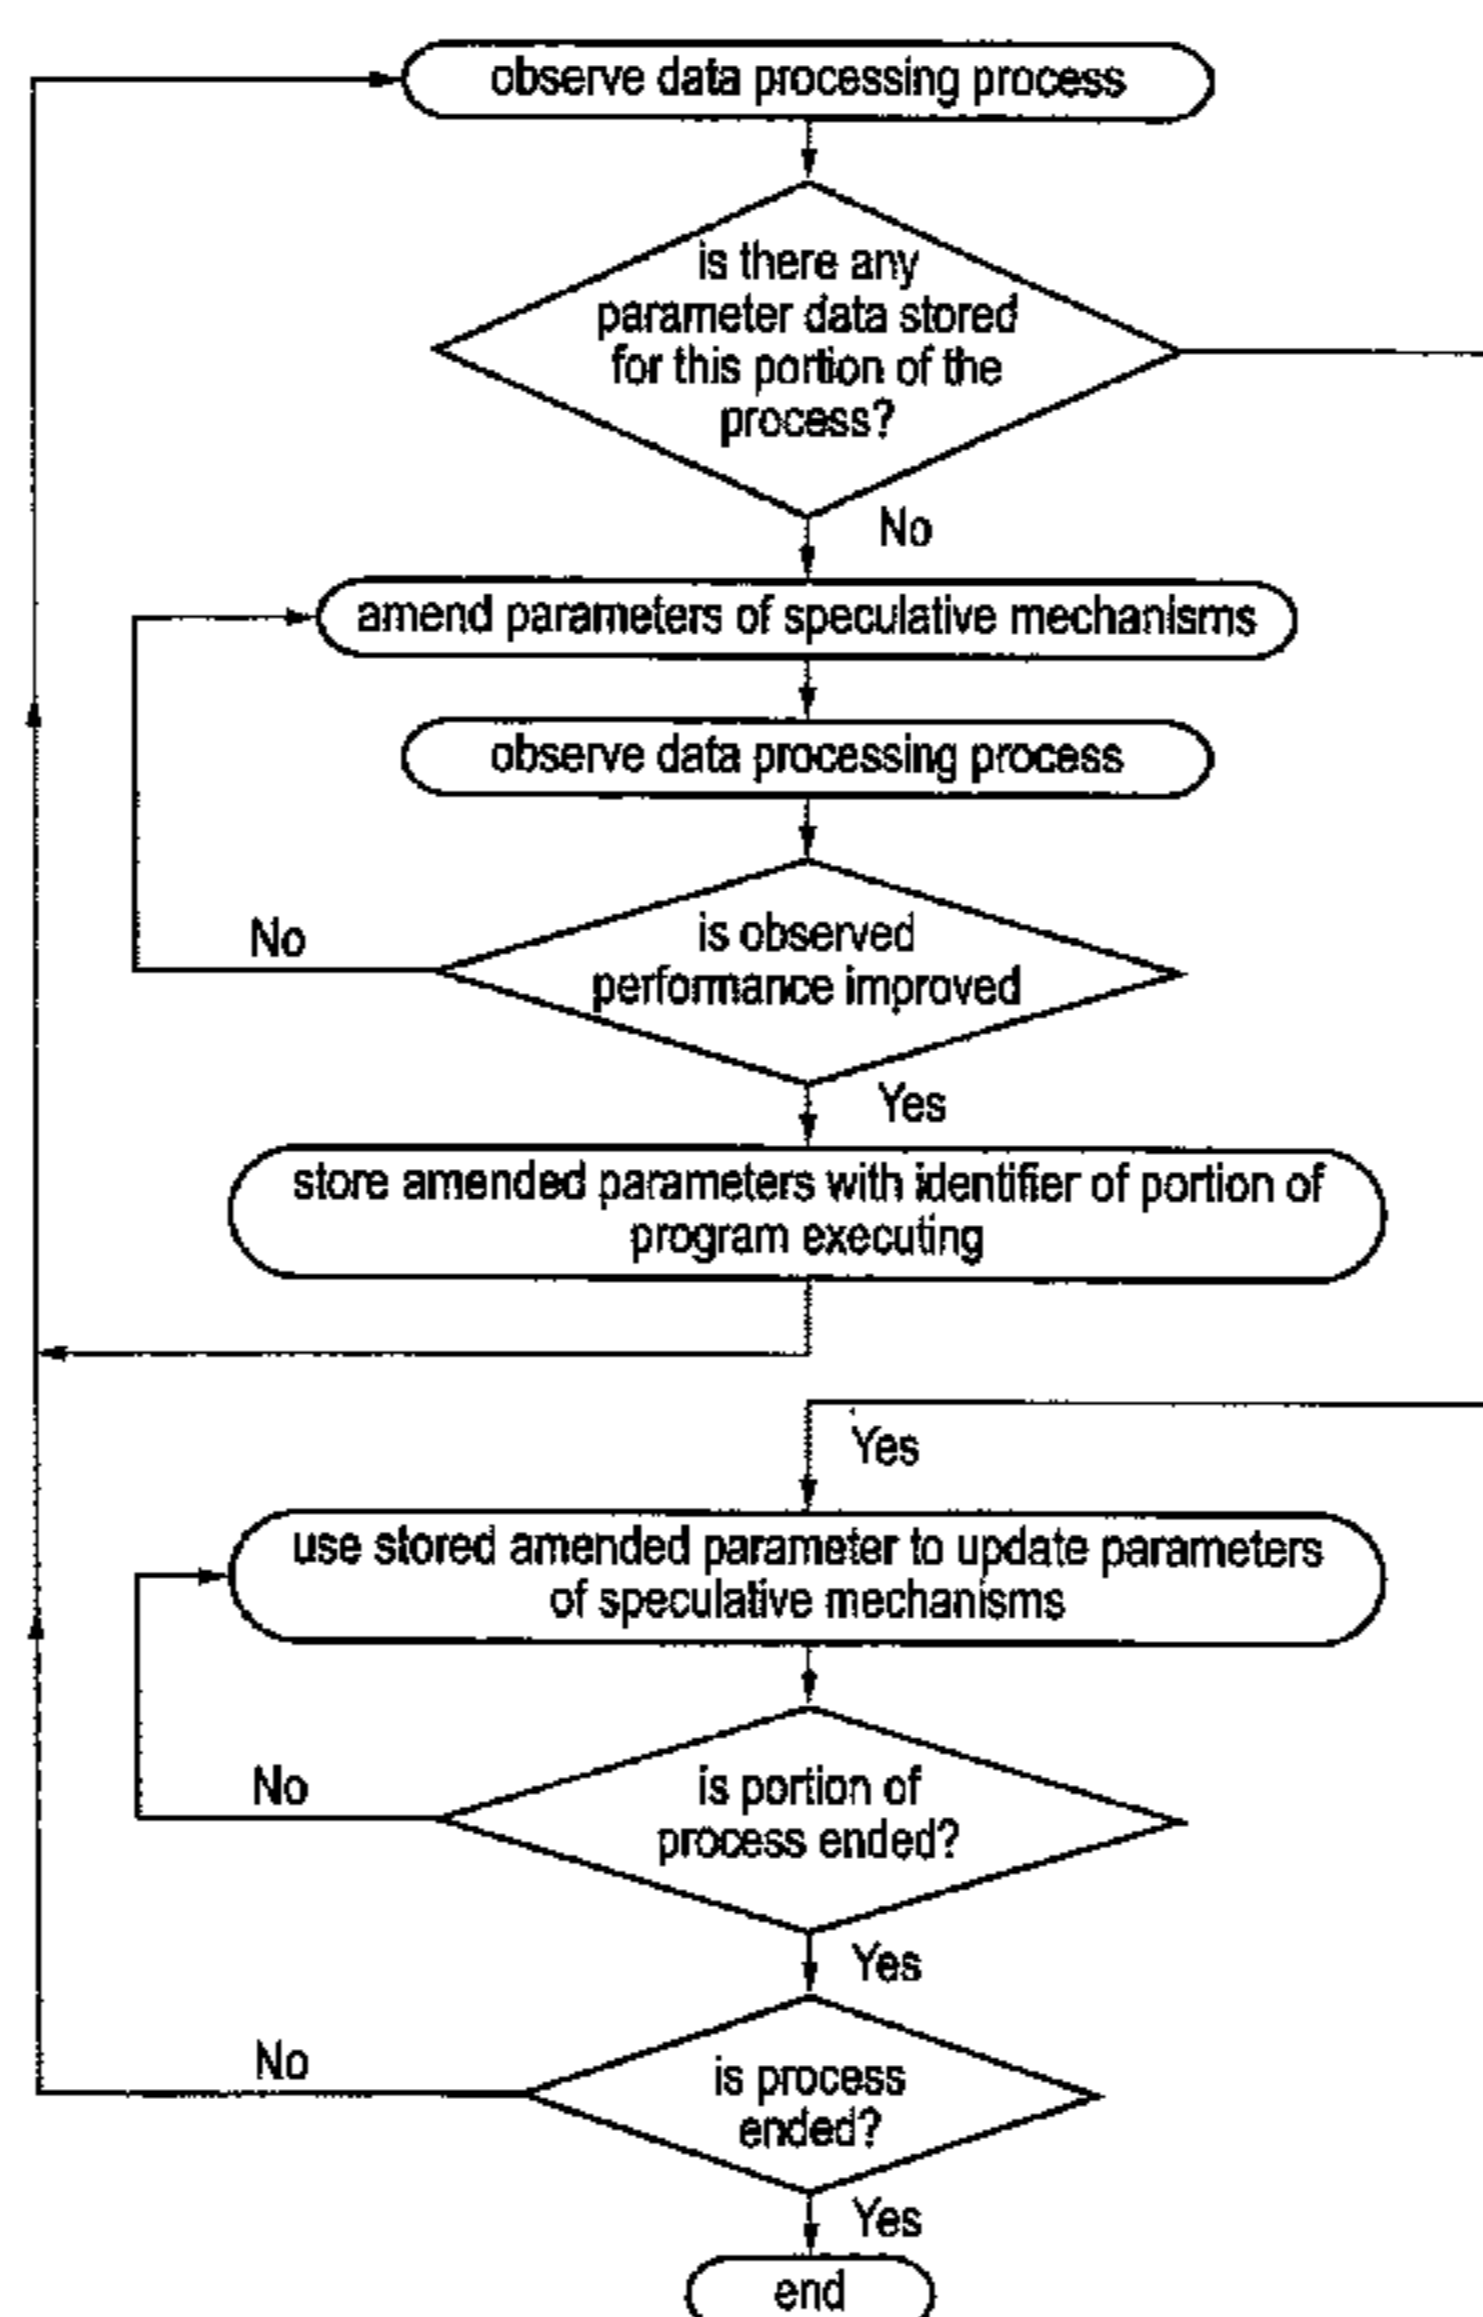 observe data processing process
is there any
parameter data stored
for this portion of the
process?
No
amend parameters of speculative mechanisms
observe data processing process
No
is observed
performance improved
Yes
store amended parameters with identifier of portion of
program executing
Yes
use stored amended parameter to update parameters
of speculative mechanisms
No
is portion of
process ended?
Yes
No
is process
ended?
Yes
end